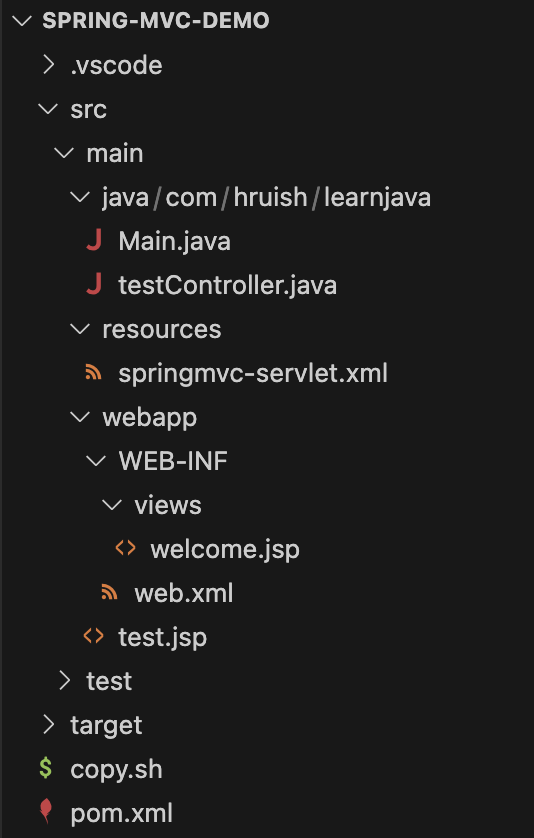 SPRING-MVC-DEMO
.vscode
src
main
java/com/hruish/learnjava
Main.java
testController.java
resources
springmvc-servlet.xml
webapp
WEB-INF
views
welcome.jsp
web.xml
test.jsp
test
target
$ copy.sh
pom.xml